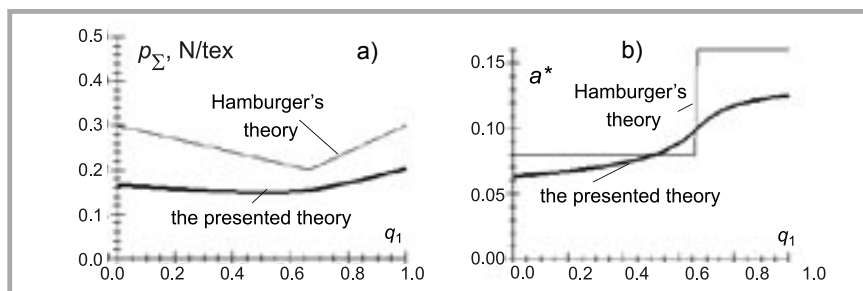 0.5
p_Σ, N/tex
a)
0.4
Hamburger's
theory
0.3
0.2
0.1
the presented theory
q₁
0.0
0.0 0.2 0.4 0.6 0.8 1.0
b)
0.15
a*
Hamburger's
theory
0.10
the presented theory
0.05
q₁
0.00
0.0 0.2 0.4 0.6 0.8 1.0